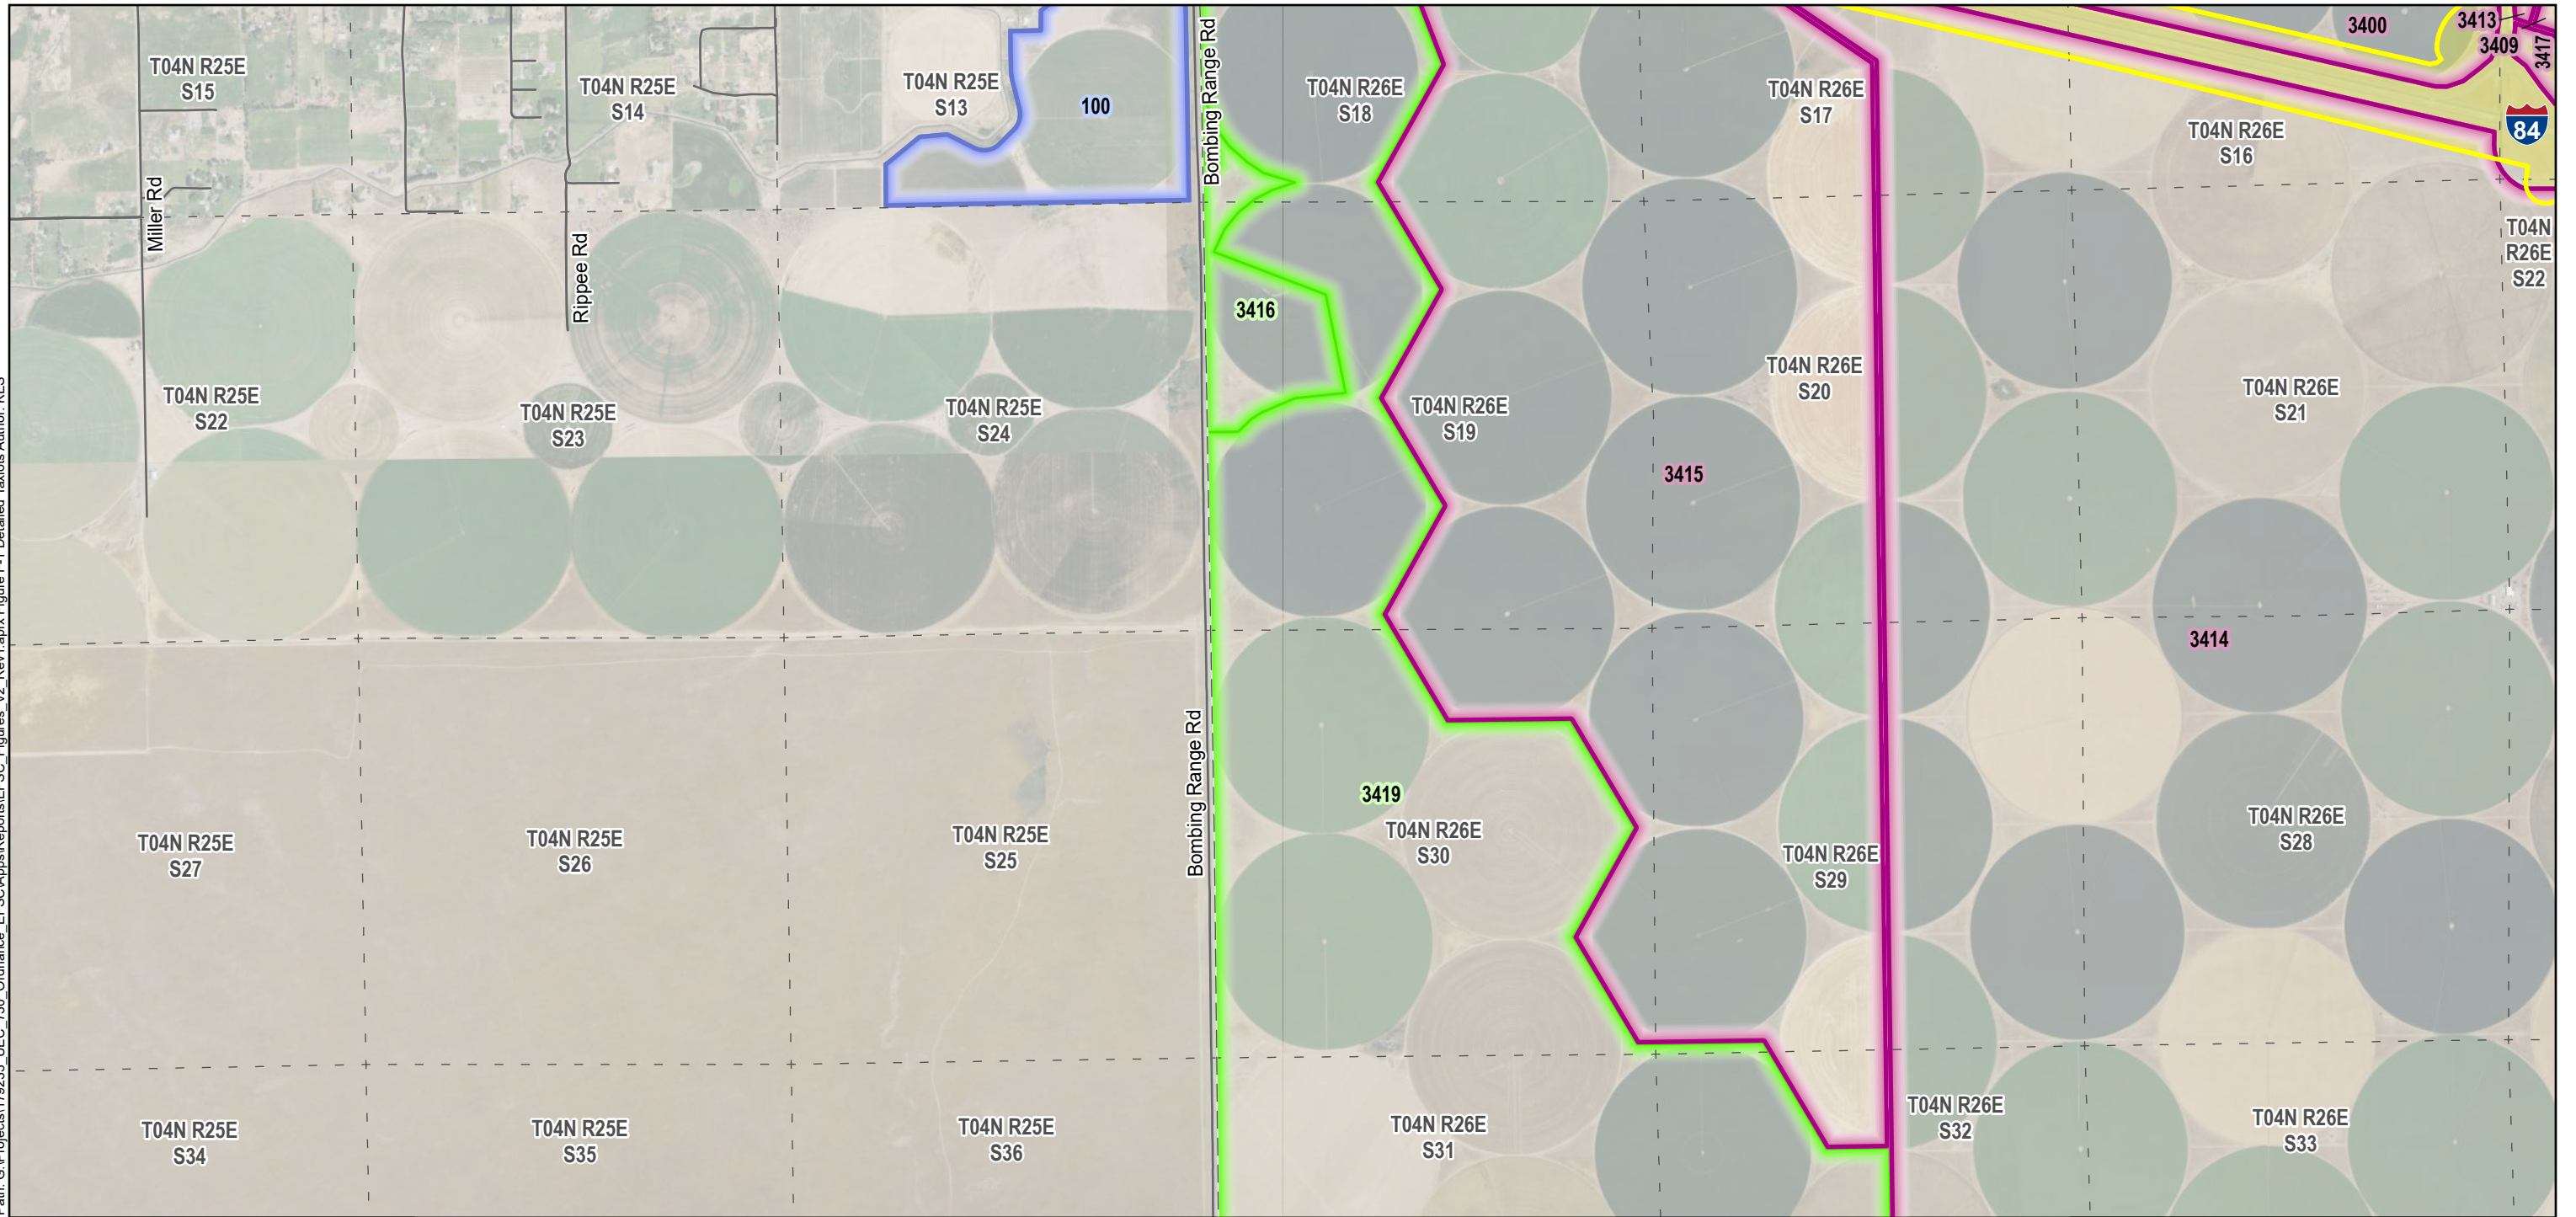 3400
3413
3409
3417
T04N R25E
S15
T04N R25E
S14
T04N R25E
S13
100
Bombing Range Rd
T04N R26E
S18
T04N R26E
S17
T04N R26E
S16
84
Miller Rd
Rippee Rd
T04N
R26E
S22
3416
T04N R25E
S22
T04N R25E
S23
T04N R25E
S24
T04N R26E
S19
T04N R26E
S20
T04N R26E
S21
3415
3414
Bombing Range Rd
3419
T04N R25E
S27
T04N R25E
S26
T04N R25E
S25
T04N R26E
S30
T04N R26E
S29
T04N R26E
S28
T04N R25E
S34
T04N R25E
S35
T04N R25E
S36
T04N R26E
S31
T04N R26E
S32
T04N R26E
S33